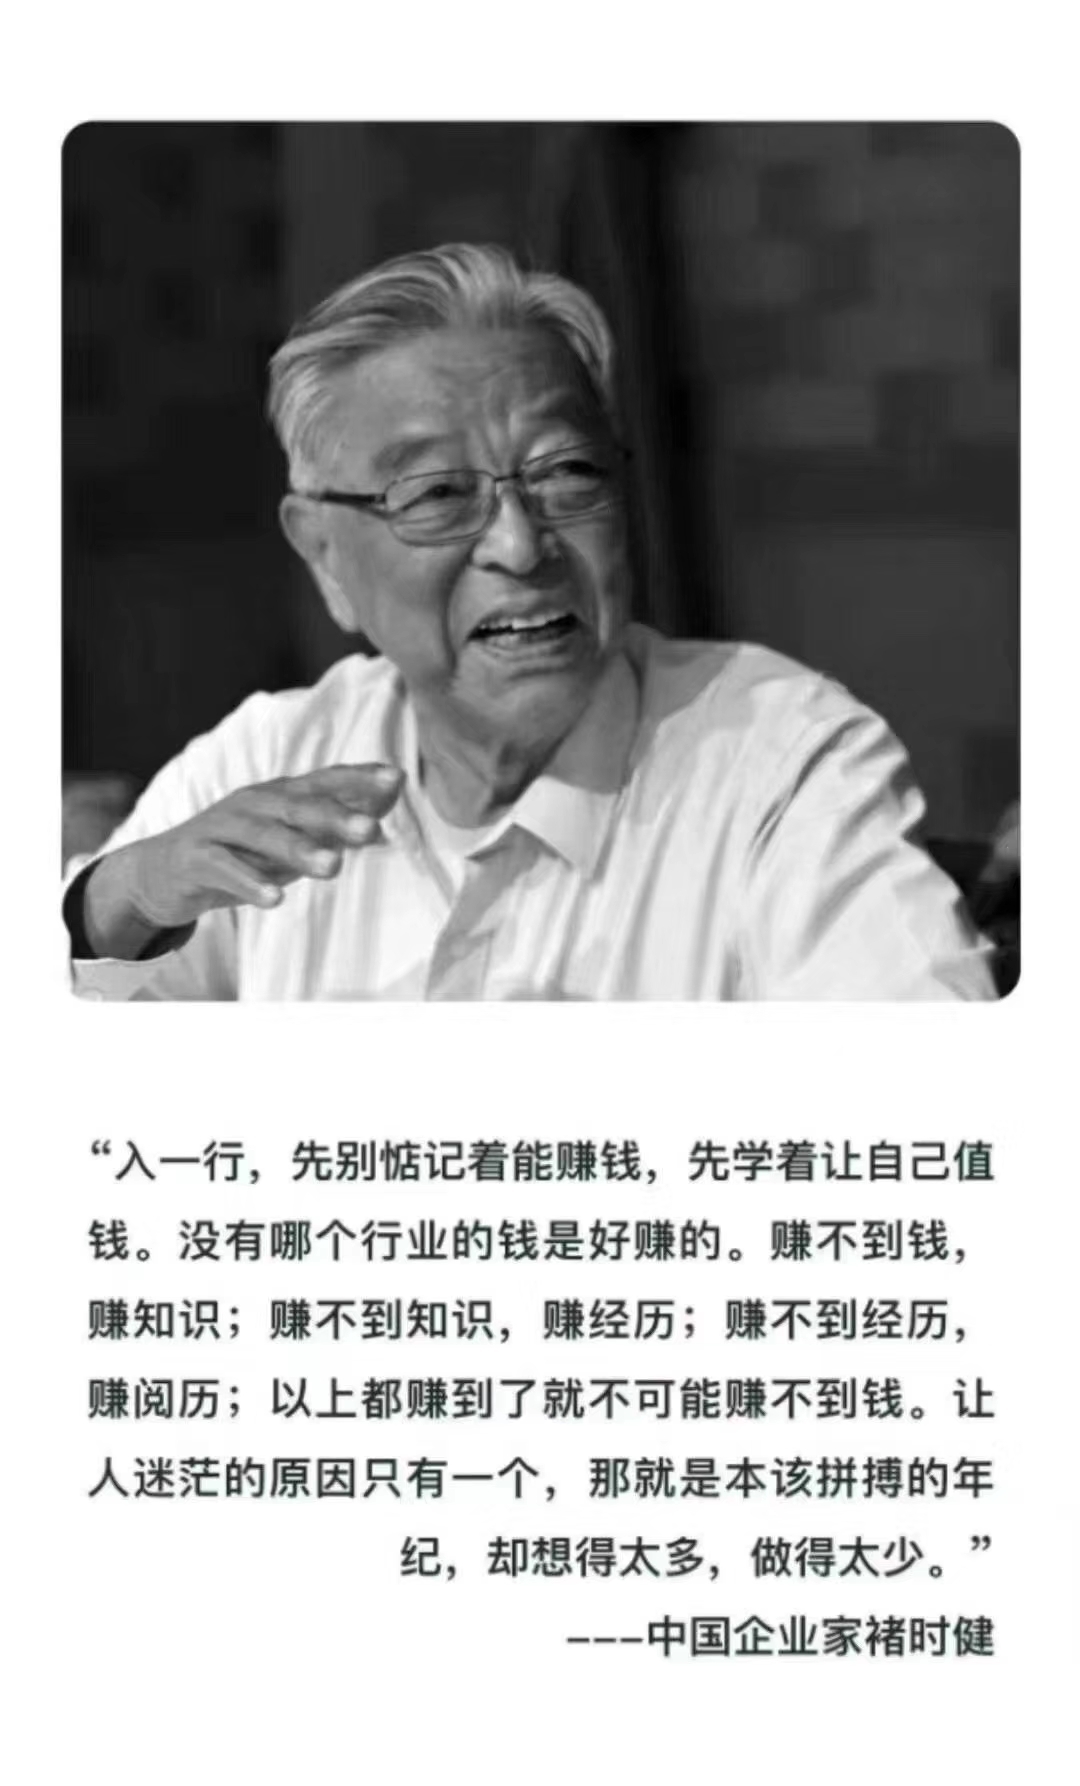 “入一行，先别惦记着能赚钱，先学着让自己值
钱。没有哪个行业的钱是好赚的。赚不到钱，
赚知识；赚不到知识，赚经历；赚不到经历，
赚阅历；以上都赚到了就不可能赚不到钱。让
人迷茫的原因只有一个，那就是本该拼搏的年
纪，却想得太多，做得太少。”
---中国企业家褚时健